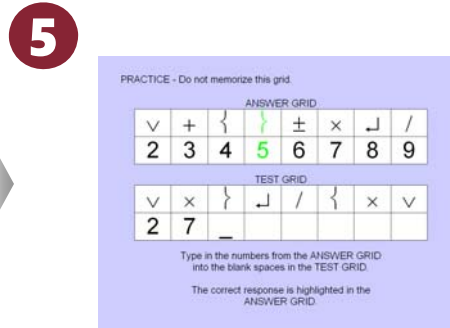 5
PRACTICE - Do not memorize this grid.
ANSWER GRID
∨ + { } ± × ↲ /
2 3 4 5 6 7 8 9
TEST GRID
∨ × } ↲ / { × ∨
2 7 _
Type in the numbers from the ANSWER GRID
into the blank spaces in the TEST GRID.
The correct response is highlighted in the
ANSWER GRID.